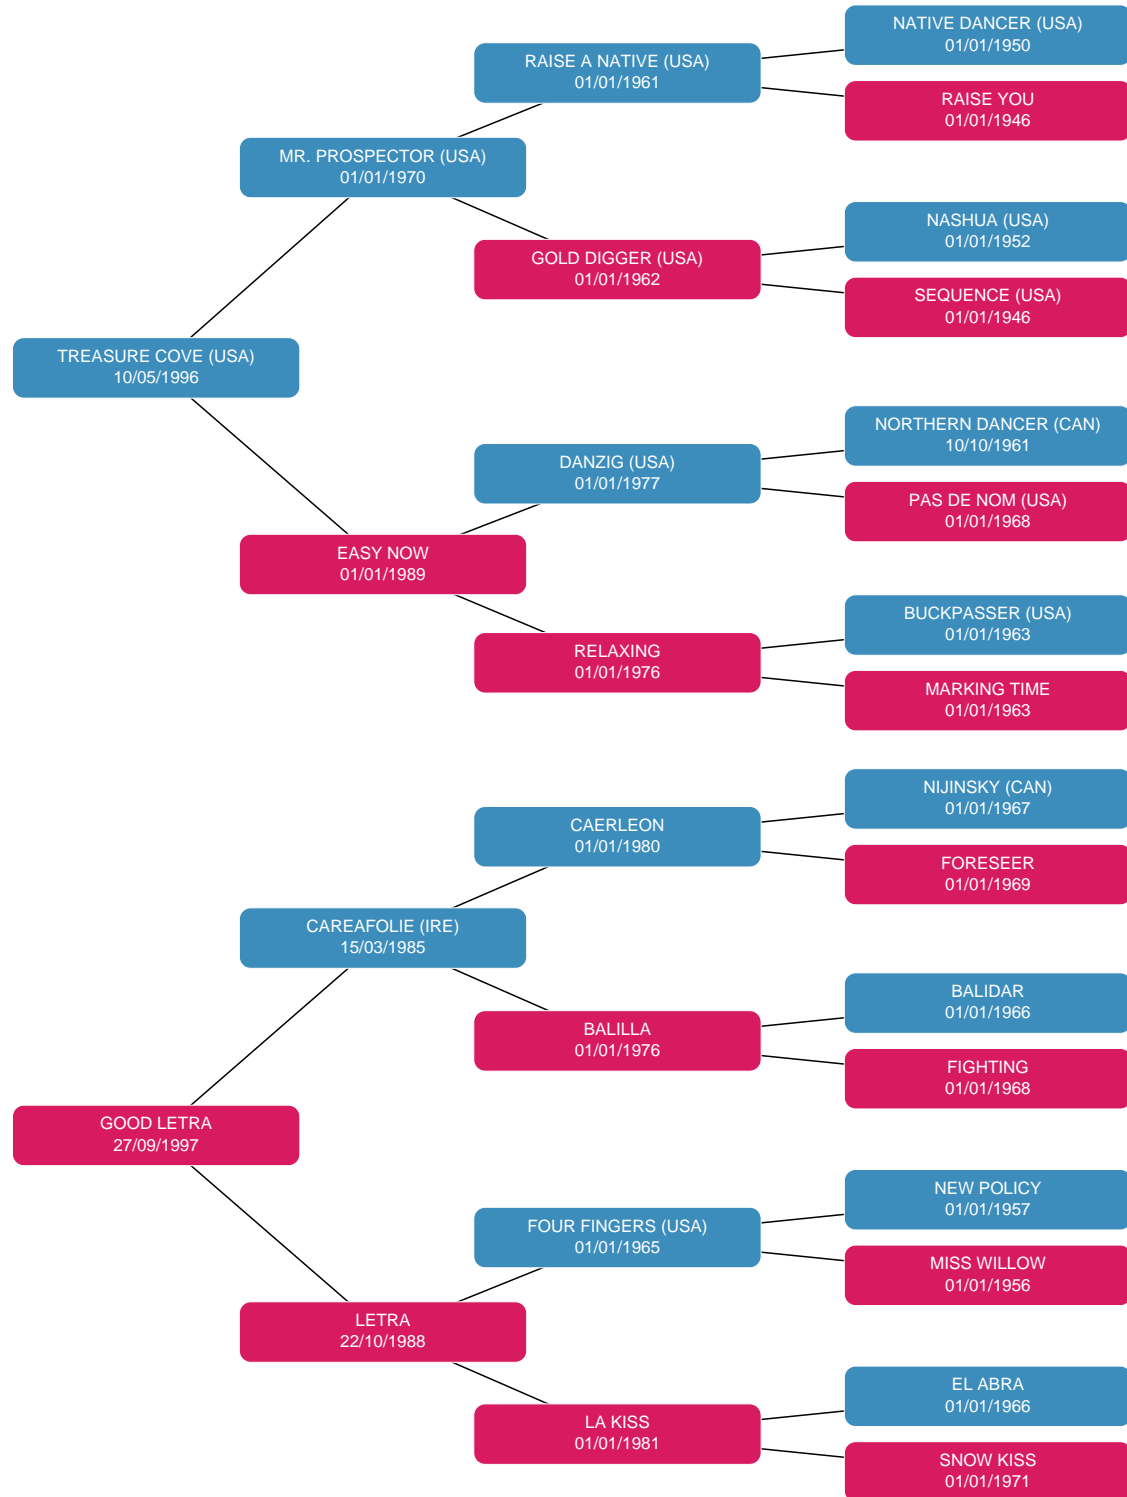 NATIVE DANCER (USA)
01/01/1950
RAISE A NATIVE (USA)
01/01/1961
RAISE YOU
01/01/1946
MR. PROSPECTOR (USA)
01/01/1970
NASHUA (USA)
01/01/1952
GOLD DIGGER (USA)
01/01/1962
SEQUENCE (USA)
01/01/1946
TREASURE COVE (USA)
10/05/1996
NORTHERN DANCER (CAN)
10/10/1961
DANZIG (USA)
01/01/1977
PAS DE NOM (USA)
01/01/1968
EASY NOW
01/01/1989
BUCKPASSER (USA)
01/01/1963
RELAXING
01/01/1976
MARKING TIME
01/01/1963
NIJINSKY (CAN)
01/01/1967
CAERLEON
01/01/1980
FORESEER
01/01/1969
CAREAFOLIE (IRE)
15/03/1985
BALIDAR
01/01/1966
BALILLA
01/01/1976
FIGHTING
01/01/1968
GOOD LETRA
27/09/1997
NEW POLICY
01/01/1957
FOUR FINGERS (USA)
01/01/1965
MISS WILLOW
01/01/1956
LETRA
22/10/1988
EL ABRA
01/01/1966
LA KISS
01/01/1981
SNOW KISS
01/01/1971